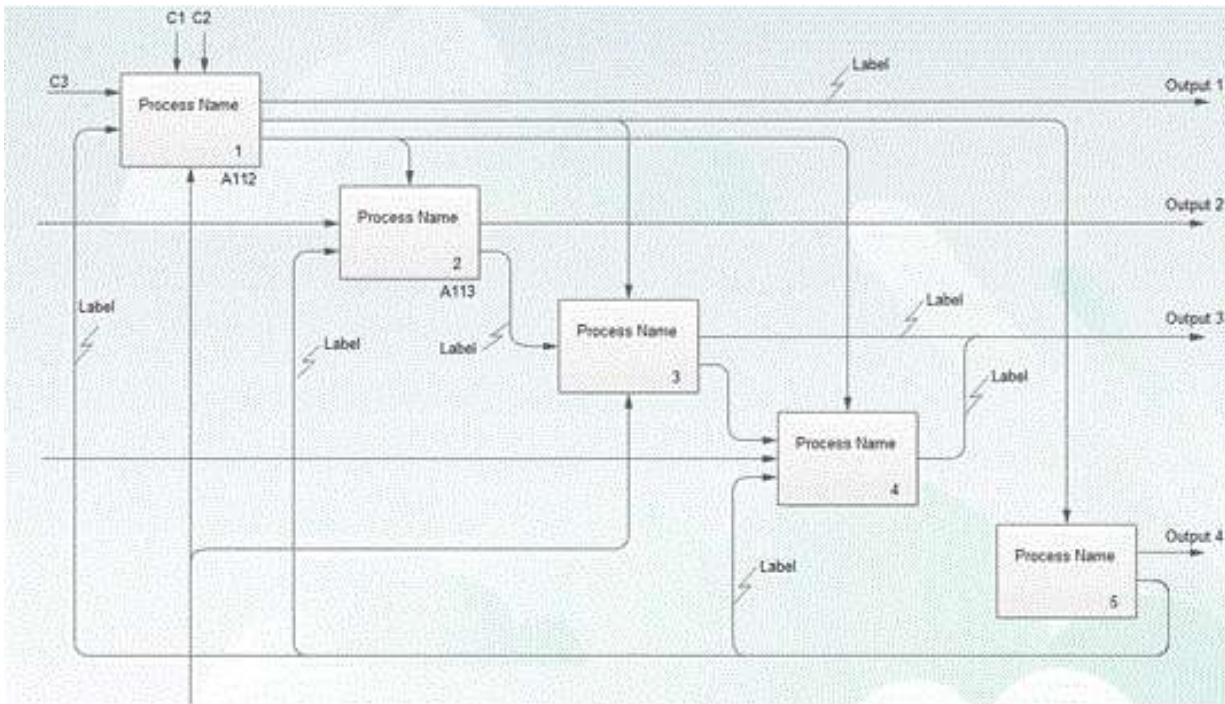 C1 C2
Label
C3
Output 1
Process Name
1
A112
Process Name
Output 2
2
A113
Label
Label
Label
Label
Output 3
Process Name
3
Label
Process Name
4
Output 4
Process Name
Label
5